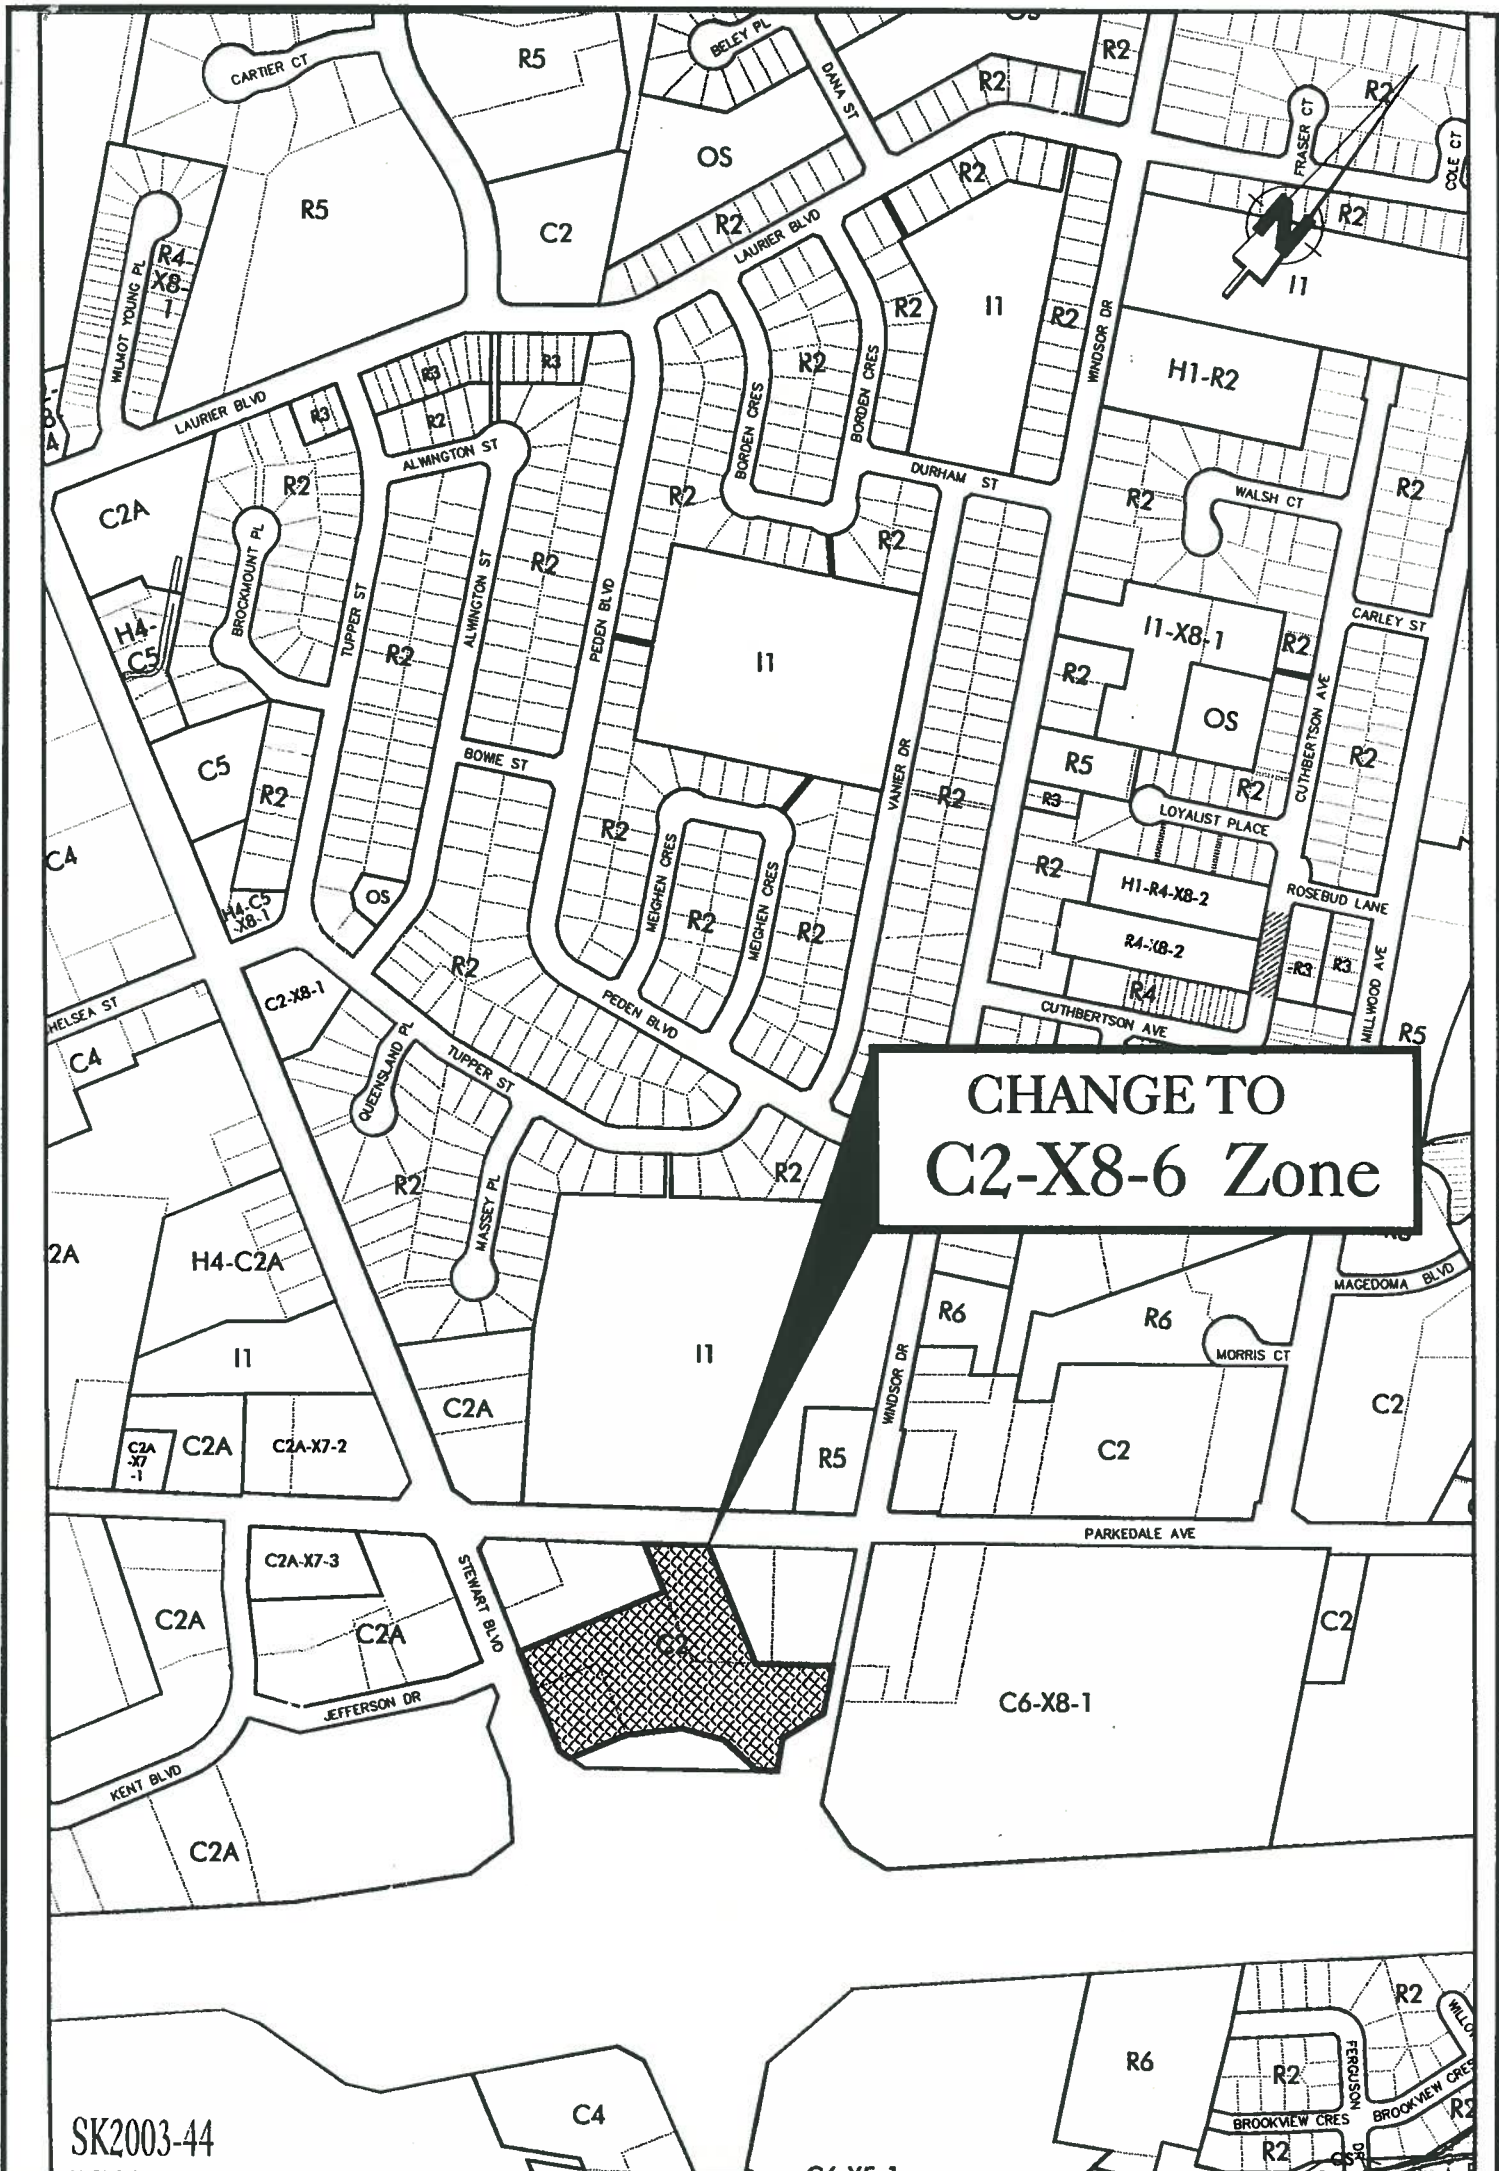 CARTIER CT
R5
BELEY PL
DANA ST
R2
R2
R2
FRASER CT
COLE CT
OS
R2
R5
C2
R2
LAURIER BLVD
R2
N
I1
R4-
X8-
1
WILMOT YOUNG PL
R2
I1
R2
WINDSOR DR
H1-R2
R3
R3
R2
BORDEN CRES
BORDEN CRES
LAURIER BLVD
R3
R2
ALWINGTON ST
DURHAM ST
R2
WALSH CT
R2
C2A
R2
BROCKMOUNT PL
TUPPER ST
R2
ALWINGTON ST
R2
PEDEN BLVD
R2
R2
H4-
C5
I1
I1-X8-1
R2
CARLEY ST
R2
OS
CUTHBERTON AVE
R2
C5
R2
BOWIE ST
VANIER DR
R2
R5
R3
R2
LOYALIST PLACE
C4
R2
MEIGHEN CRES
MEIGHEN CRES
R2
R2
R2
H1-R4-X8-2
ROSEBUD LANE
OS
H4-C5
-X8-1
R4-X8-2
R3
R3
MILLWOOD AVE
R4
R2
C2-X8-1
PEDEN BLVD
CUTHBERTSON AVE
R5
C4
QUEENSLAND PL
TUPPER ST
CHANGE TO
C2-X8-6 Zone
R2
MASSEY PL
R2
2A
H4-C2A
MAGEDOMA BLVD
R6
R6
MORRIS CT
I1
I1
WINDSOR DR
C2A
C2
C2A
-X7
-1
C2A
C2A-X7-2
R5
C2
PARKEDALE AVE
C2A-X7-3
STEWART BLVD
C2A
C2A
C2
C2
C6-X8-1
JEFFERSON DR
KENT BLVD
C2A
R2
R6
R2
FERGUSON
DR
BROOKVIEW CRES
BROOKVIEW CRES
R2
R2
C4
SK2003-44